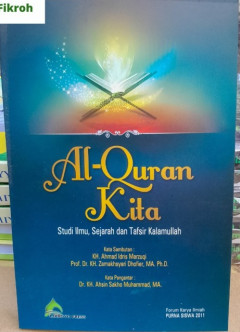 Fikroh
Al-Quran
Kita
Studi Ilmu, Sejarah dan Tafsir Kalamullah
Kata Sambutan :
KH. Ahmad Idris Marzuqi
Prof. Dr. KH. Zamakhsyari Dhofier, MA. Ph.D.
Kata Pengantar :
Dr. KH. Ahsin Sakho Muhammad, MA.
Forum Karya Ilmiah
PURNA SISWA 2011